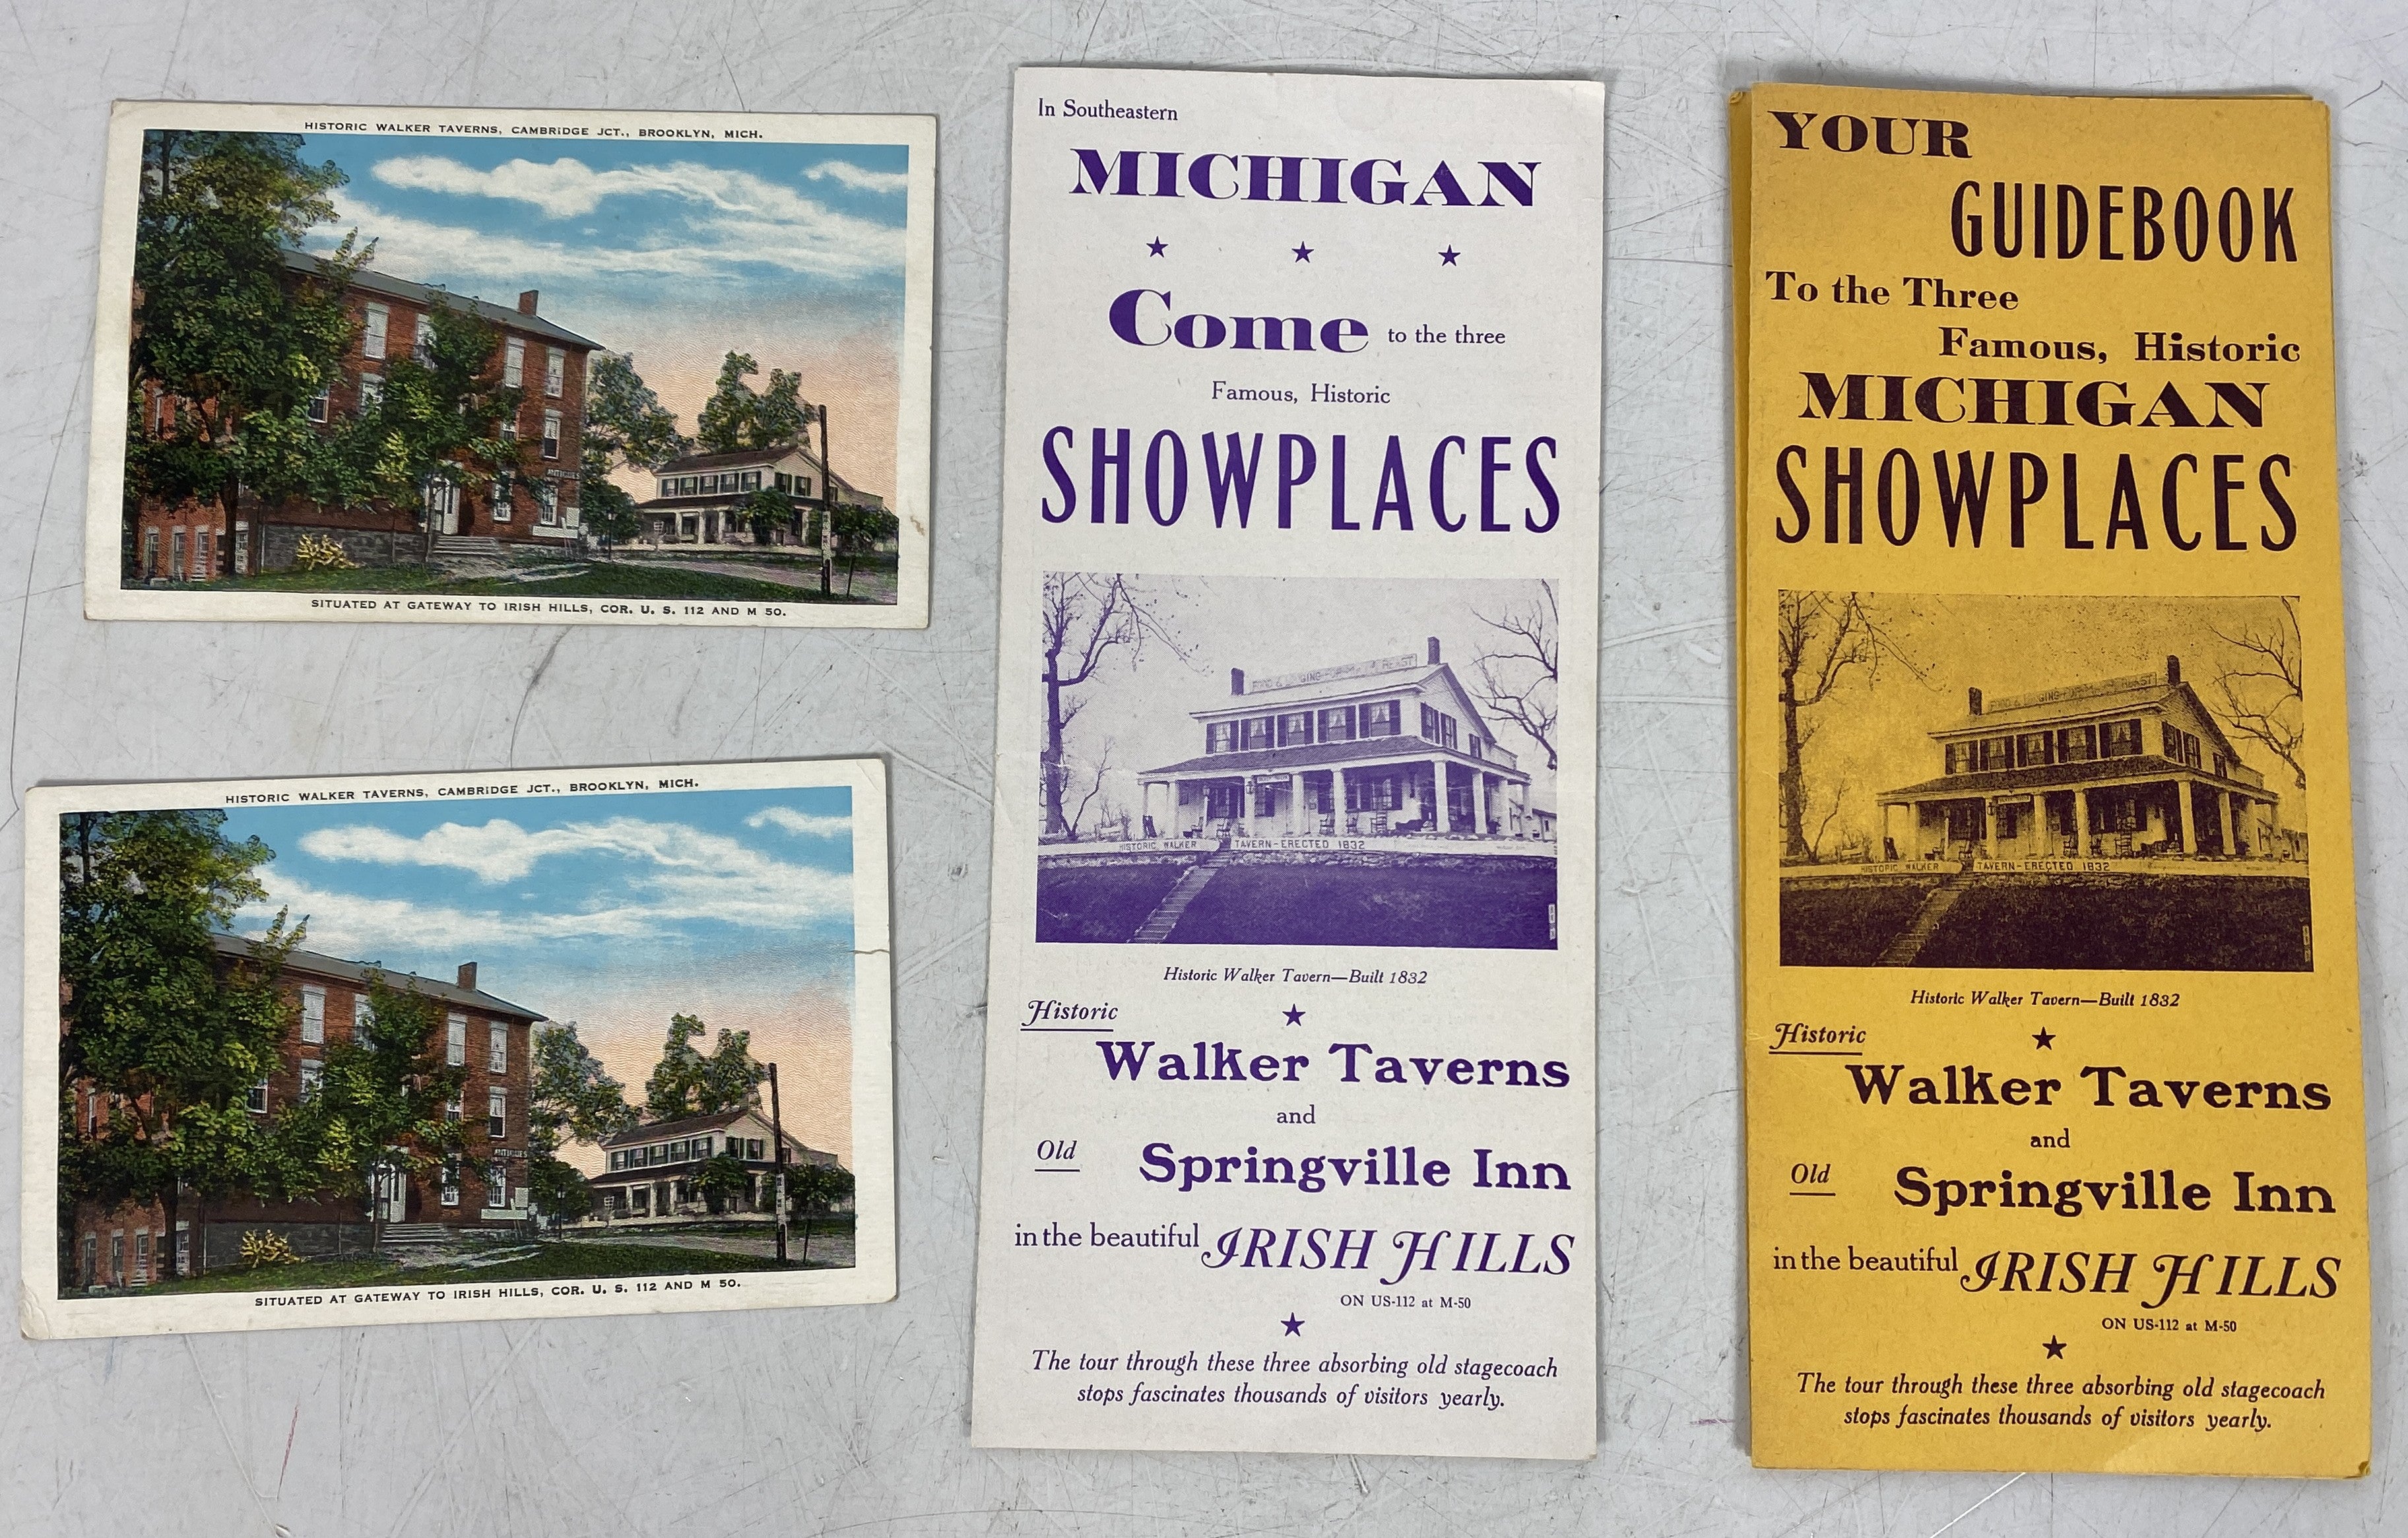 HISTORIC WALKER TAVERNS, CAMBRIDGE JCT., BROOKLYN, MICH.
ANTIQUES
SITUATED AT GATEWAY TO IRISH HILLS, COR. U. S. 112 AND M 50.
HISTORIC WALKER TAVERNS, CAMBRIDGE JCT., BROOKLYN, MICH.
ANTIQUES
SITUATED AT GATEWAY TO IRISH HILLS, COR. U. S. 112 AND M 50.
In Southeastern
MICHIGAN
Come to the three
Famous, Historic
SHOWPLACES
FOOD & LODGING FOR
HISTORIC WALKER TAVERN-ERECTED 1832
Historic Walker Tavern—Built 1832
Historic
Walker Taverns
and
Old Springville Inn
in the beautiful IRISH HILLS
ON US-112 at M-50
The tour through these three absorbing old stagecoach
stops fascinates thousands of visitors yearly.
YOUR
GUIDEBOOK
To the Three
Famous, Historic
MICHIGAN
SHOWPLACES
HISTORIC WALKER TAVERN-ERECTED 1832
Historic Walker Tavern—Built 1832
Historic
Walker Taverns
and
Old Springville Inn
in the beautiful IRISH HILLS
ON US-112 at M-50
The tour through these three absorbing old stagecoach
stops fascinates thousands of visitors yearly.